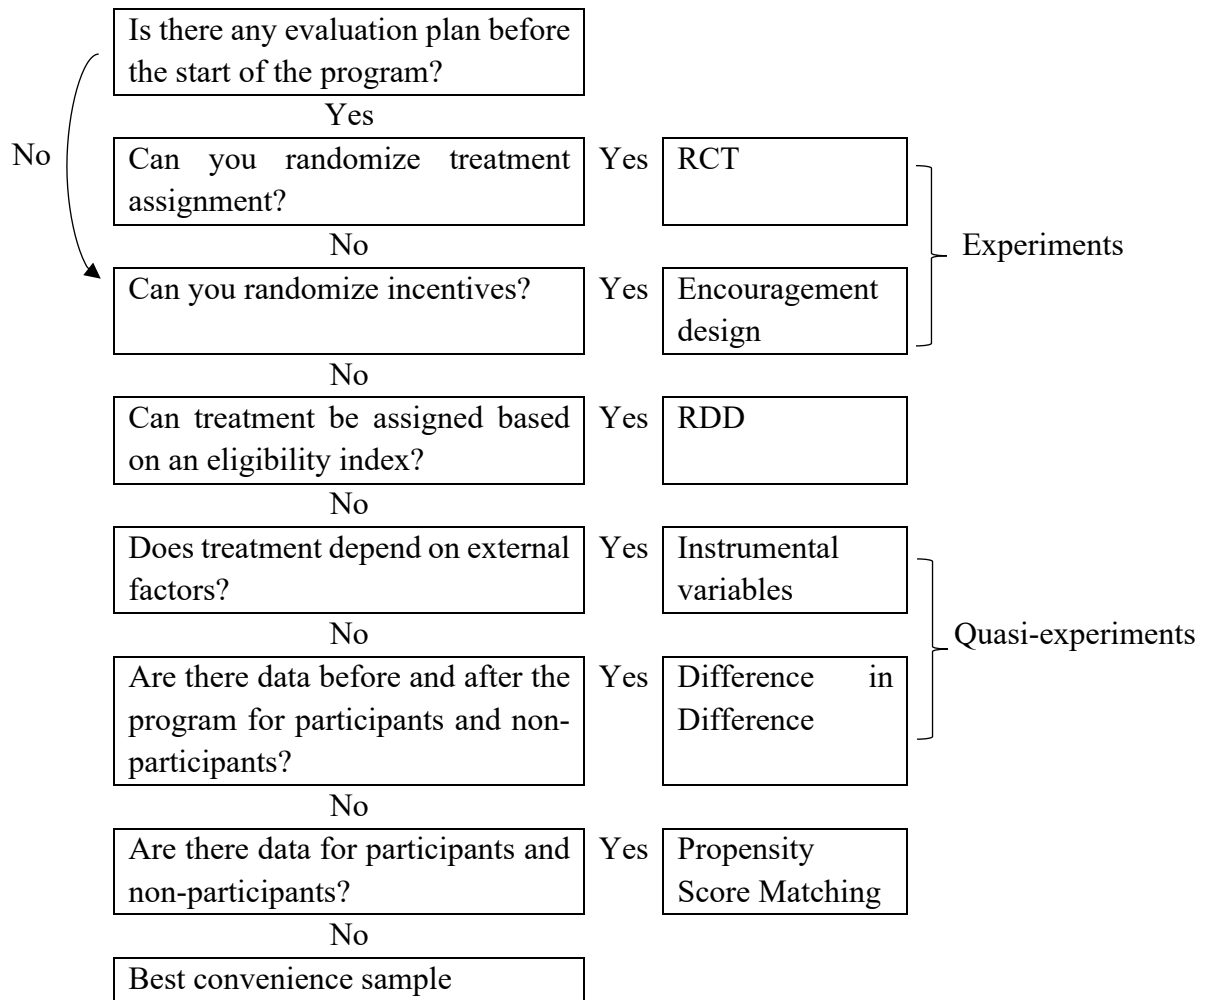 Is there any evaluation plan before
the start of the program?
Yes
No
Can you randomize treatment
assignment?
Yes
RCT
No
Experiments
Can you randomize incentives?
Yes
Encouragement
design
No
Can treatment be assigned based
on an eligibility index?
Yes
RDD
No
Does treatment depend on external
factors?
Yes
Instrumental
variables
No
Quasi-experiments
Are there data before and after the
program for participants and non-
participants?
Yes
Difference in
Difference
No
Are there data for participants and
non-participants?
Yes
Propensity
Score Matching
No
Best convenience sample